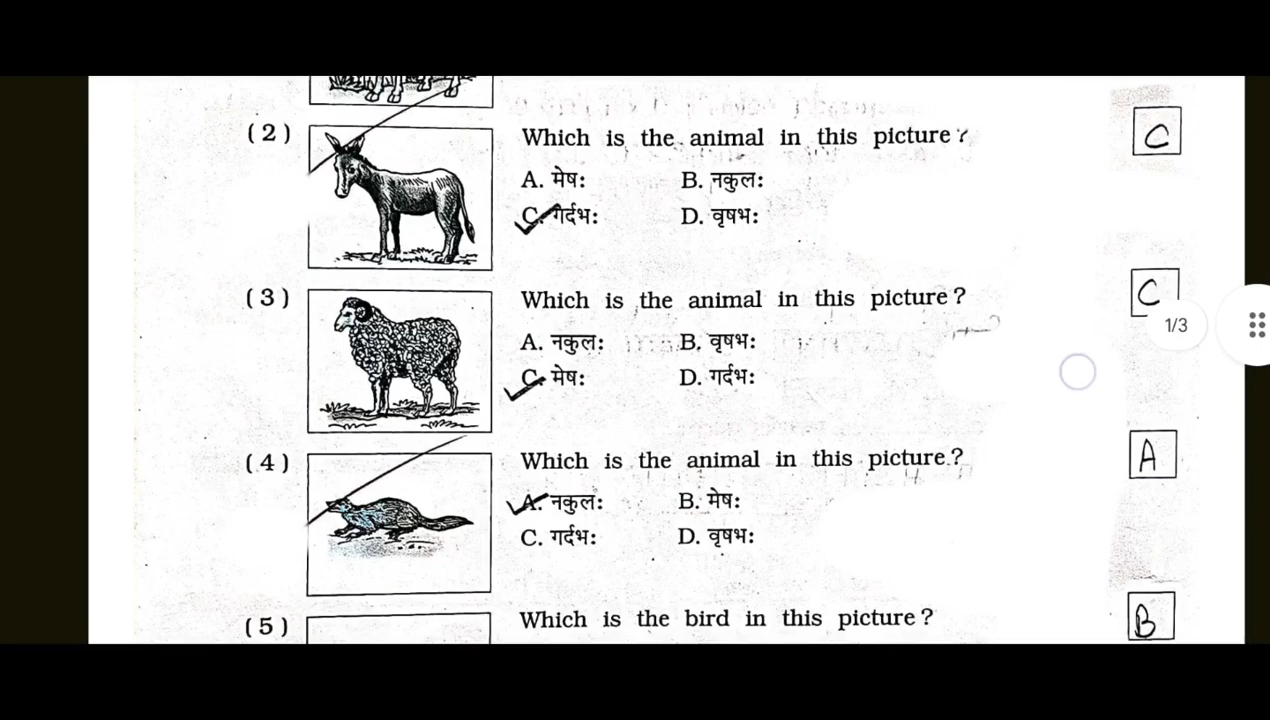 (2) Which is the animal in this picture ? C
A. मेषः B. नकुलः
C. गर्दभः D. वृषभः
(3) Which is the animal in this picture ? C
1/3
A. नकुलः B. वृषभः
C. मेषः D. गर्दभः
(4) Which is the animal in this picture ? A
A. नकुलः B. मेषः
C. गर्दभः D. वृषभः
(5) Which is the bird in this picture ? B